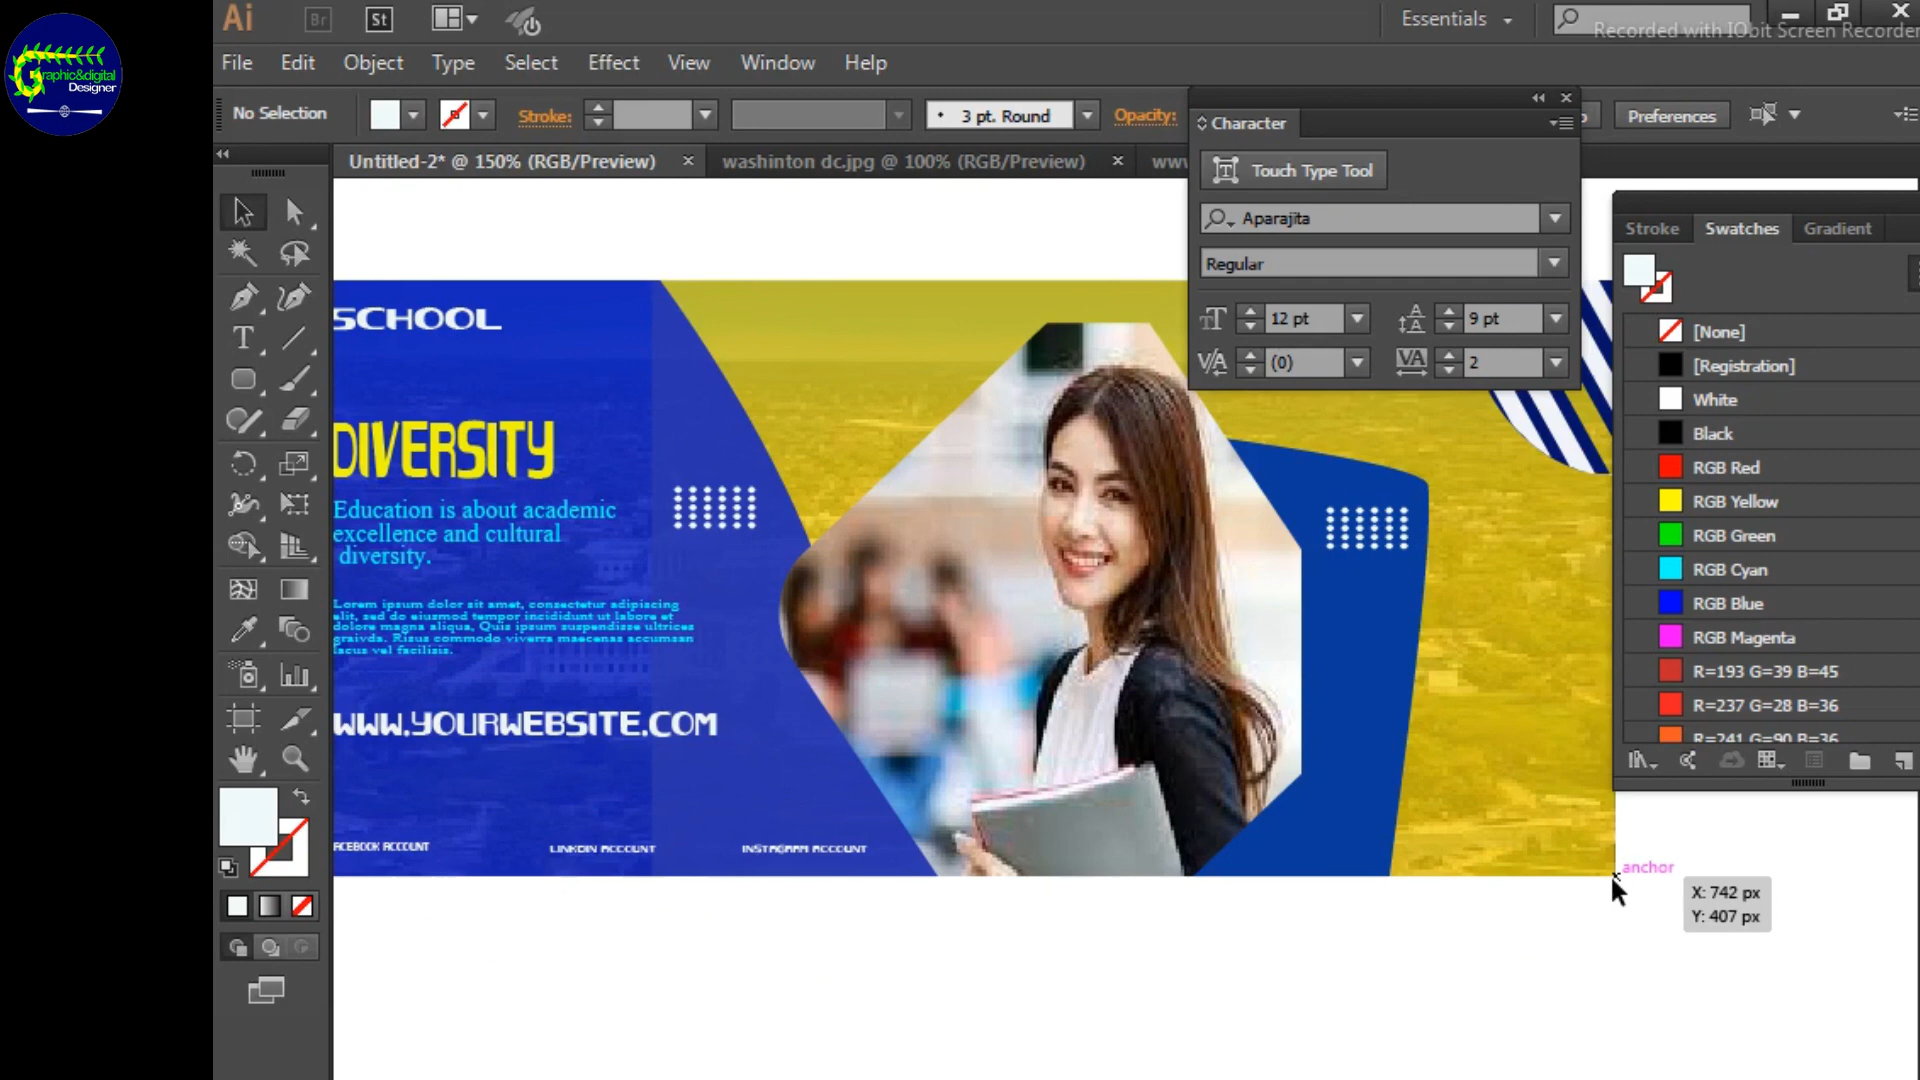 Graphic&digital
Designer
Ai
Br
St
Essentials
Recorded with IObit Screen Recorder
File
Edit
Object
Type
Select
Effect
View
Window
Help
No Selection
Stroke:
3 pt. Round
Opacity:
Preferences
Untitled-2* @ 150% (RGB/Preview)
washinton dc.jpg @ 100% (RGB/Preview)
www
Character
Touch Type Tool
Aparajita
Regular
12 pt
9 pt
(0)
2
Stroke
Swatches
Gradient
[None]
[Registration]
White
Black
RGB Red
RGB Yellow
RGB Green
RGB Cyan
RGB Blue
RGB Magenta
R=193 G=39 B=45
R=237 G=28 B=36
R=241 G=90 B=36
SCHOOL
DIVERSITY
Education is about academic
excellence and cultural
diversity.
Lorem ipsum dolor sit amet, consectetur adipiscing
elit, sed do eiusmod tempor incididunt ut labore et
dolore magna aliqua, Quis ipsum suspendisse ultrices
graivda. Risus commodo viverra maecenas accumsan
lacus vel facilisis.
WWW.YOURWEBSITE.COM
ACEBOOK ACCOUNT
LINKDIN ACCOUNT
INSTAGRAM ACCOUNT
anchor
X: 742 px
Y: 407 px